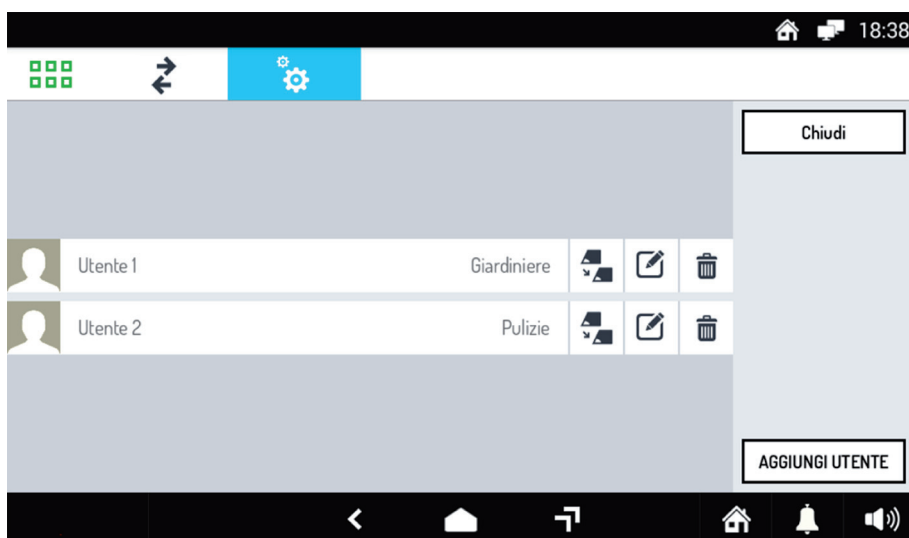 18:38
Chiudi
Utente 1 Giardiniere
Utente 2 Pulizie
AGGIUNGI UTENTE